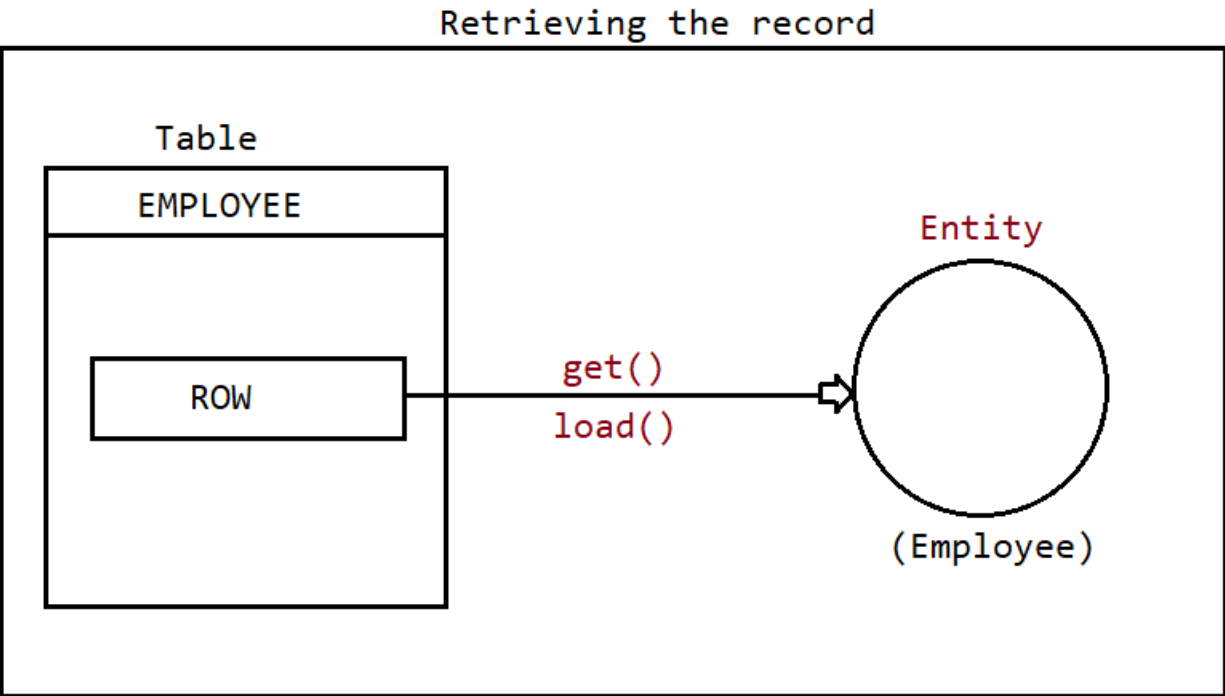 Retrieving the record
Table
EMPLOYEE
Entity
get()
ROW
load()
(Employee)